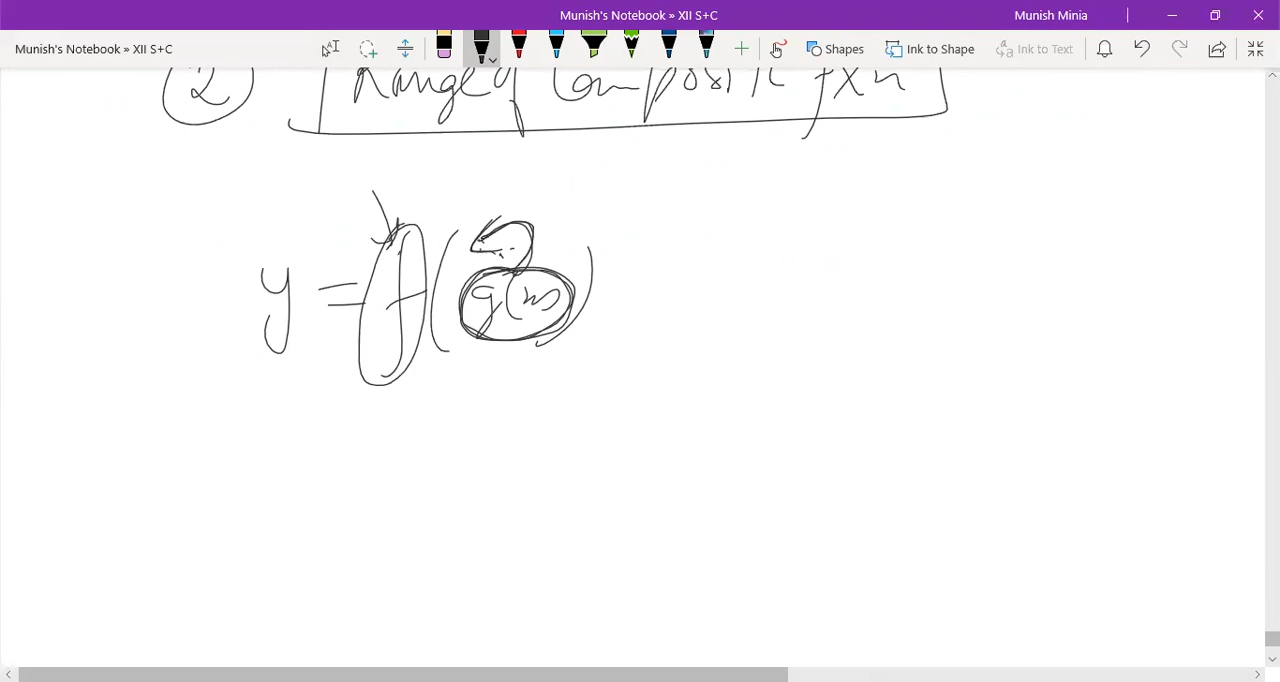 Munish's Notebook » XII S+C
Munish Minia
Munish's Notebook » XII S+C
Shapes
Ink to Shape
Ink to Text
② Range of Composite fxn
y = f(g(x))